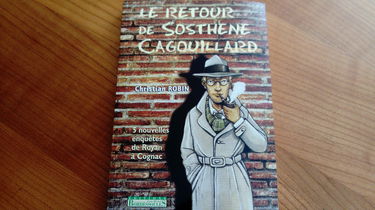 LE RETOUR
DE SOSTHÈNE
CAGOUILLARD
Christian ROBIN
5 nouvelles
enquêtes
de Royan
à Cognac